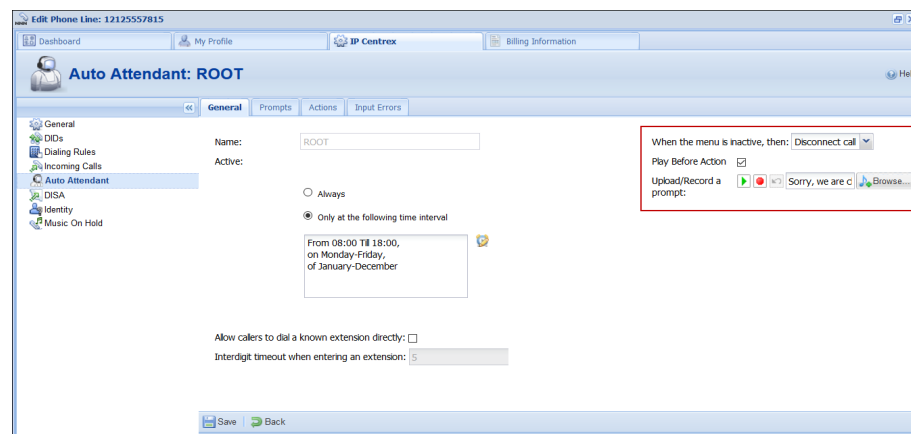 Edit Phone Line: 12125557815
Dashboard
My Profile
IP Centrex
Billing Information
Auto Attendant: ROOT
Hel
General
Prompts
Actions
Input Errors
General
DIDs
Dialing Rules
Incoming Calls
Auto Attendant
DISA
Identity
Music On Hold
Name:
ROOT
Active:
Always
Only at the following time interval
From 08:00 Till 18:00,
on Monday-Friday,
of January-December
Allow callers to dial a known extension directly:
Interdigit timeout when entering an extension: 5
When the menu is inactive, then: Disconnect call
Play Before Action
Upload/Record a
prompt:
Sorry, we are c
Browse...
Save
Back